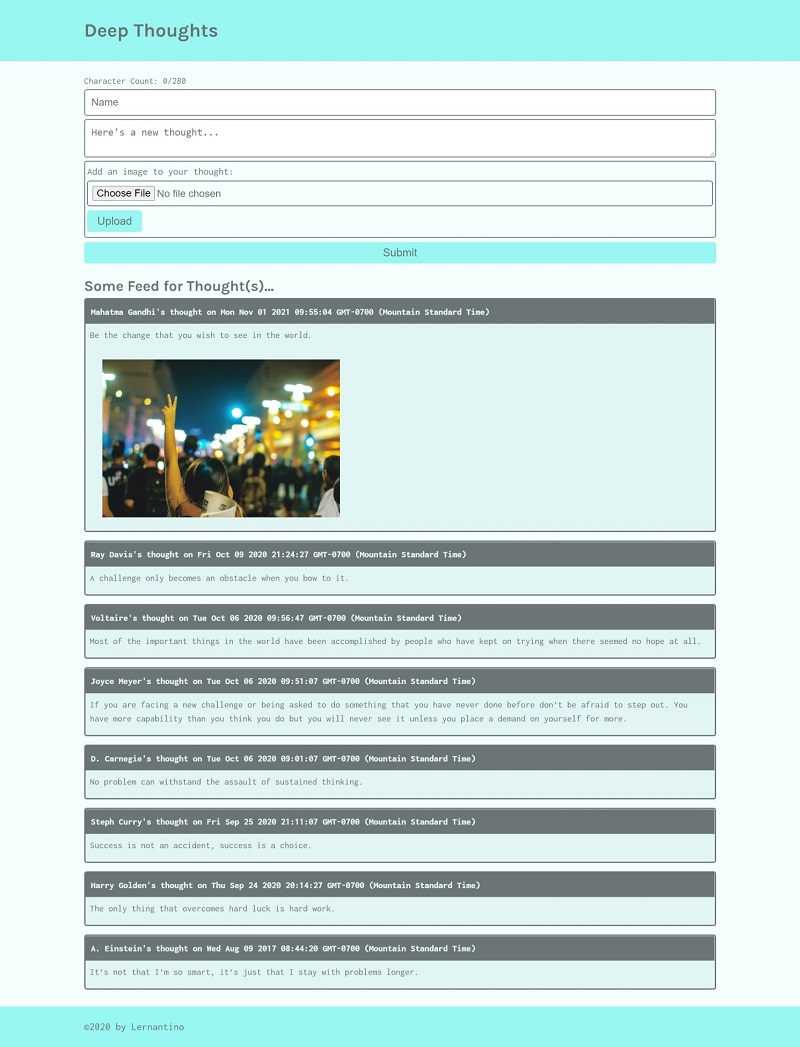 Deep Thoughts
Character Count: 0/280
Name
Here's a new thought...
Add an image to your thought:
Choose File No file chosen
Upload
Submit
Some Feed for Thought(s)...
Mahatma Gandhi's thought on Mon Nov 01 2021 09:55:04 GMT-0700 (Mountain Standard Time)
Be the change that you wish to see in the world.
Ray Davis's thought on Fri Oct 09 2020 21:24:27 GMT-0700 (Mountain Standard Time)
A challenge only becomes an obstacle when you bow to it.
Voltaire's thought on Tue Oct 06 2020 09:56:47 GMT-0700 (Mountain Standard Time)
Most of the important things in the world have been accomplished by people who have kept on trying when there seemed no hope at all.
Joyce Meyer's thought on Tue Oct 06 2020 09:51:07 GMT-0700 (Mountain Standard Time)
If you are facing a new challenge or being asked to do something that you have never done before don't be afraid to step out. You
have more capability than you think you do but you will never see it unless you place a demand on yourself for more.
D. Carnegie's thought on Tue Oct 06 2020 09:01:07 GMT-0700 (Mountain Standard Time)
No problem can withstand the assault of sustained thinking.
Steph Curry's thought on Fri Sep 25 2020 21:11:07 GMT-0700 (Mountain Standard Time)
Success is not an accident, success is a choice.
Harry Golden's thought on Thu Sep 24 2020 20:14:27 GMT-0700 (Mountain Standard Time)
The only thing that overcomes hard luck is hard work.
A. Einstein's thought on Wed Aug 09 2017 08:44:20 GMT-0700 (Mountain Standard Time)
It's not that I'm so smart, it's just that I stay with problems longer.
©2020 by Lernantino